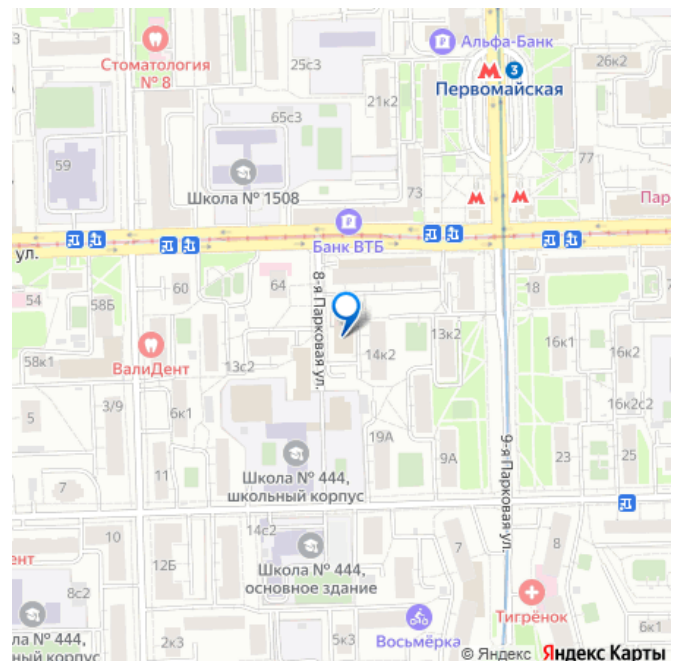 Альфа-Банк
26к2
Стоматология
№ 8
25с3
3
Первомайская
21к2
65с3
59
77
Школа № 1508
73
Пар
Банк ВТБ
ул.
8-я Парковая ул.
54
58Б
60
64
18
13к2
16к1
16к2
ВалиДент
58к1
13с2
14к2
3/9
5
6к1
16к2с2
19А
9А
23
25
11
Школа № 444,
школьный корпус
7
9-я Парковая ул.
10
14с2
12Б
ент
8с2
Школа № 444,
основное здание
7
8
Тигрёнок
ла № 444,
ный корпус
2к3
5к3
Восьмёрка
6к1
© Яндекс Яндекс Карты